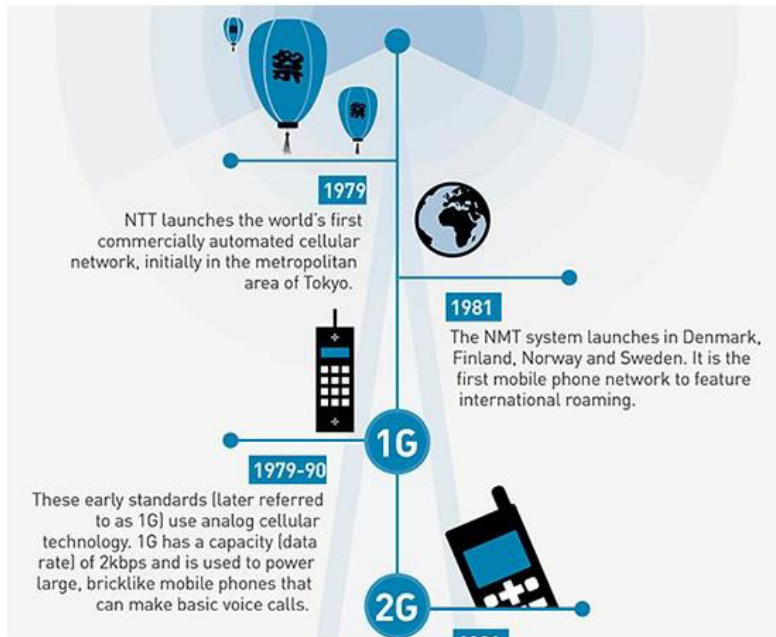 祭
祭
祭
1979
NTT launches the world's first
commercially automated cellular
network, initially in the metropolitan
area of Tokyo.
1981
The NMT system launches in Denmark,
Finland, Norway and Sweden. It is the
first mobile phone network to feature
international roaming.
1G
1979-90
These early standards (later referred
to as 1G) use analog cellular
technology. 1G has a capacity (data
rate) of 2kbps and is used to power
large, bricklike mobile phones that
can make basic voice calls.
2G